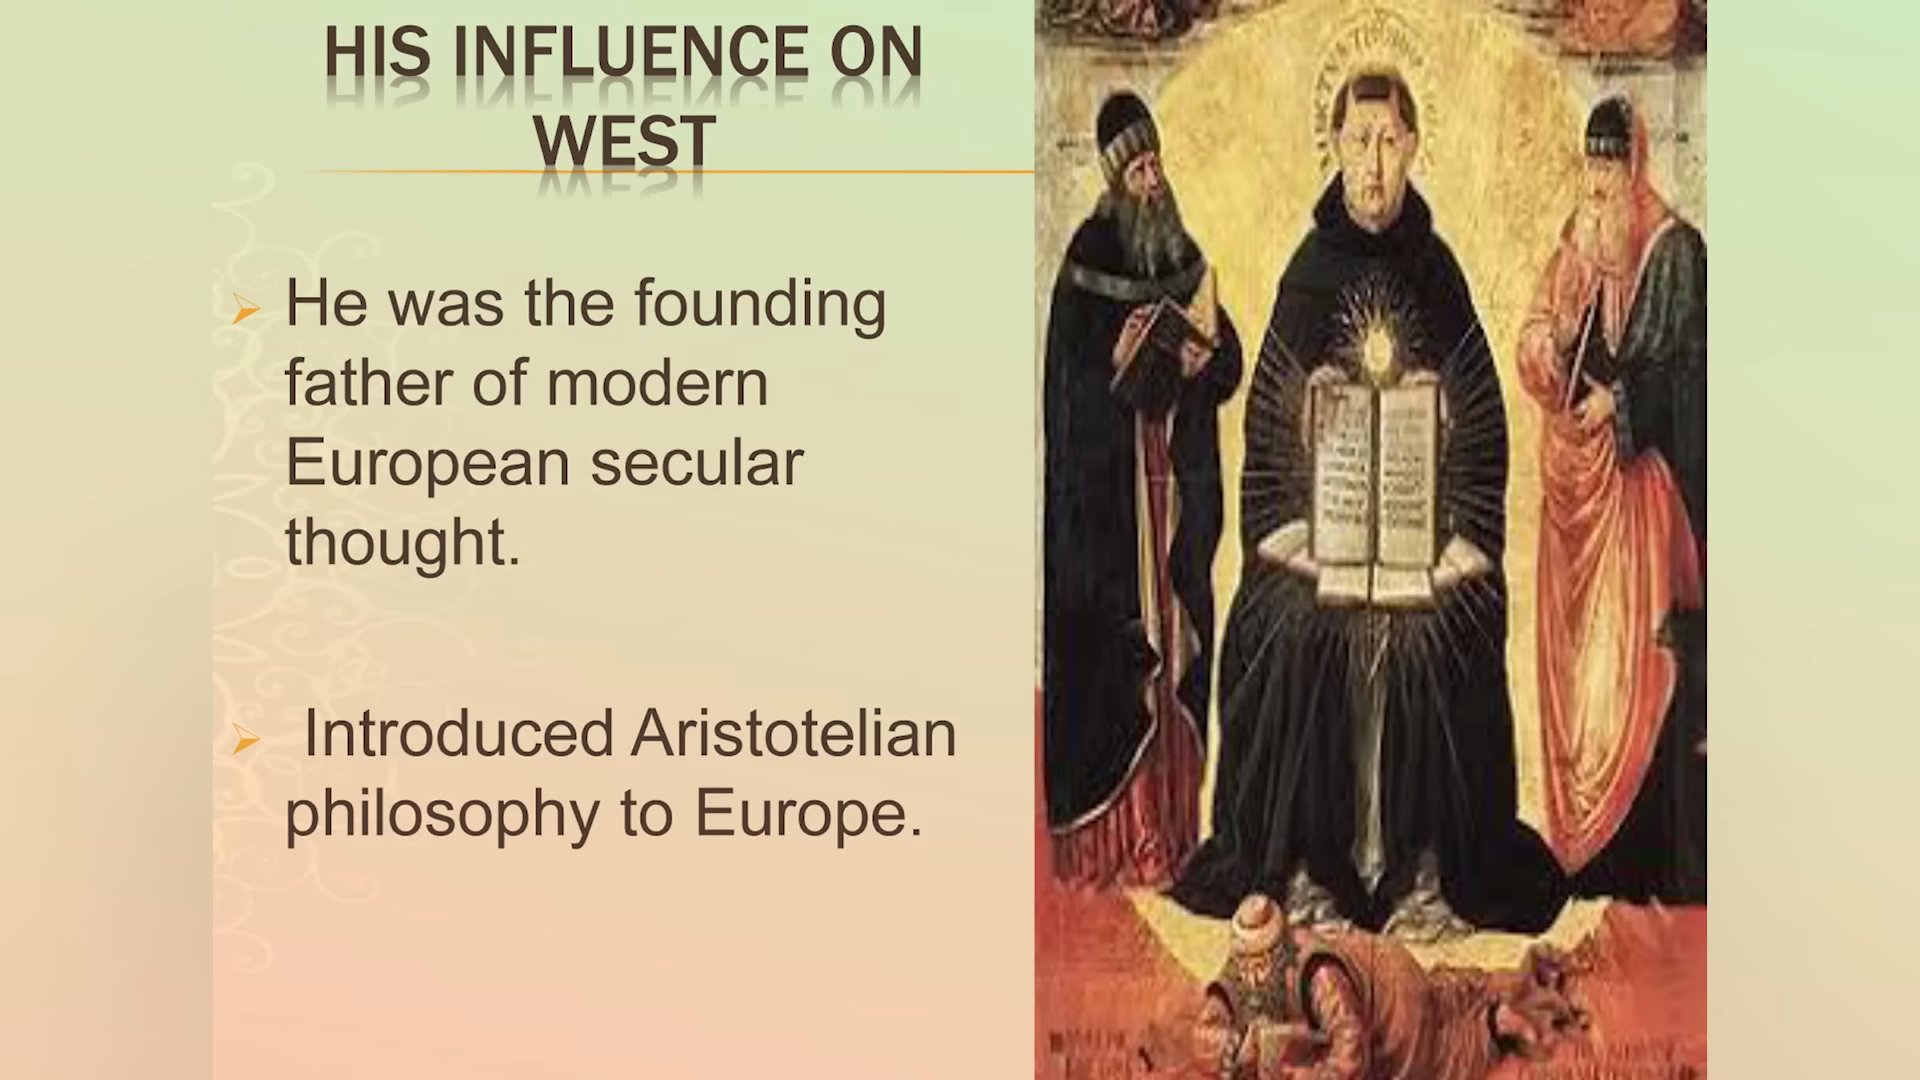 HIS INFLUENCE ON
WEST
He was the founding
father of modern
European secular
thought.
Introduced Aristotelian
philosophy to Europe.